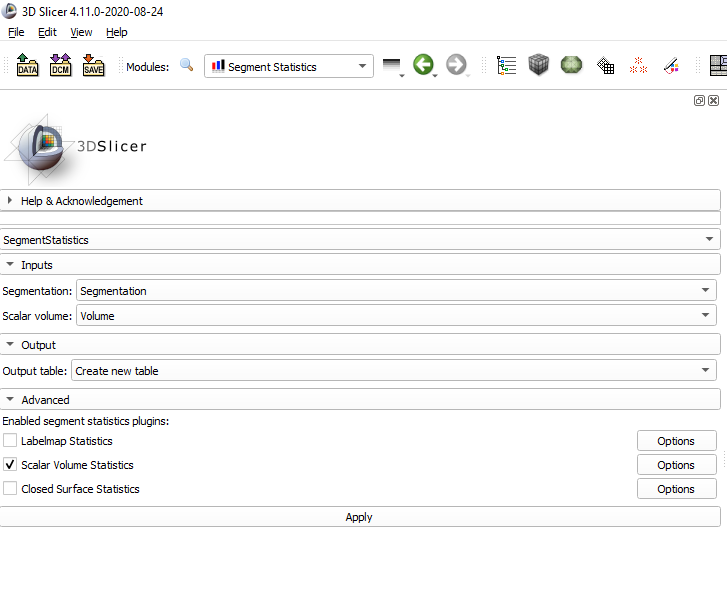 3D Slicer 4.11.0-2020-08-24
File Edit View Help
DATA DCM SAVE Modules: Segment Statistics
3DSlicer
Help & Acknowledgement
SegmentStatistics
Inputs
Segmentation: Segmentation
Scalar volume: Volume
Output
Output table: Create new table
Advanced
Enabled segment statistics plugins:
Labelmap Statistics Options
Scalar Volume Statistics Options
Closed Surface Statistics Options
Apply